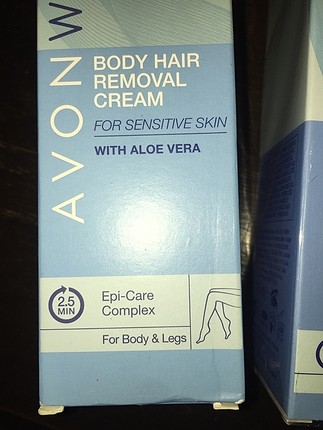 AVON W
BODY HAIR
REMOVAL
CREAM
FOR SENSITIVE SKIN
WITH ALOE VERA
2.5
MIN
Epi-Care
Complex
For Body & Legs